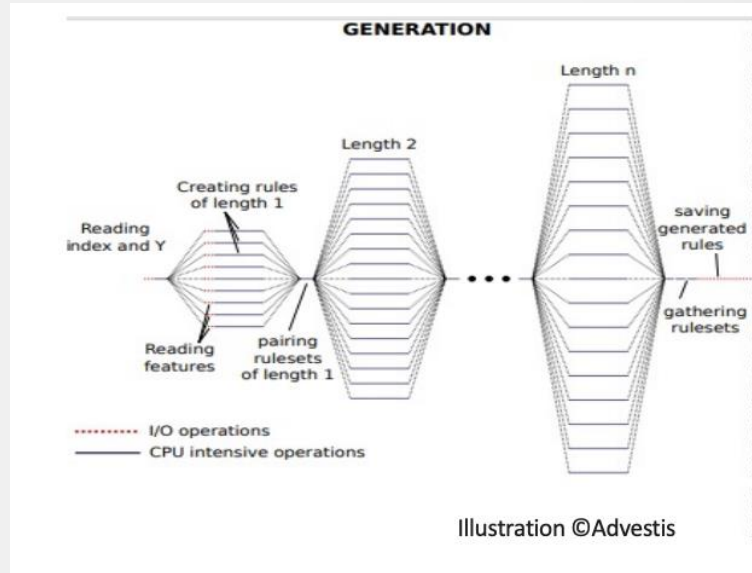 GENERATION
Length n
Length 2
Creating rules
of length 1
Reading
index and Y
saving
generated
rules
gathering
rulesets
Reading
features
pairing
rulesets
of length 1
I/O operations
CPU intensive operations
Illustration ©Advestis